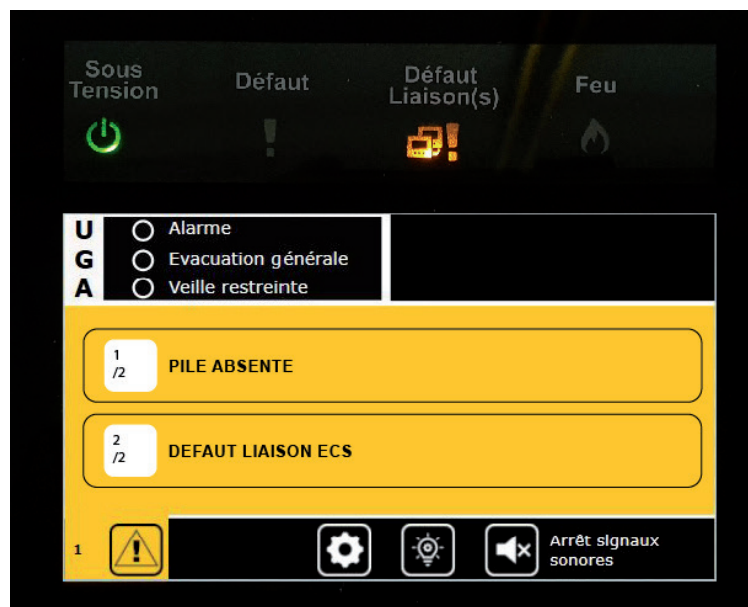 Sous Tension
Défaut
Défaut Liaison(s)
Feu
U
Alarme
G
Evacuation générale
A
Veille restreinte
1
/2
PILE ABSENTE
2
/2
DEFAUT LIAISON ECS
1
Arrêt signaux
sonores